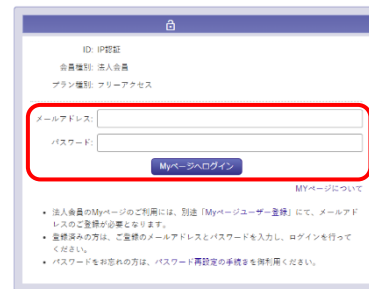 ID: IP認証
会員種別: 法人会員
プラン種別: フリーアクセス
メールアドレス:
パスワード:
Myページへログイン
MYページについて
• 法人会員のMyページのご利用には、別途「Myページユーザー登録」にて、メールアド
レスのご登録が必要となります。
• 登録済みの方は、ご登録のメールアドレスとパスワードを入力し、ログインを行って
ください。
• パスワードをお忘れの方は、パスワード再設定の手続きを御利用ください。